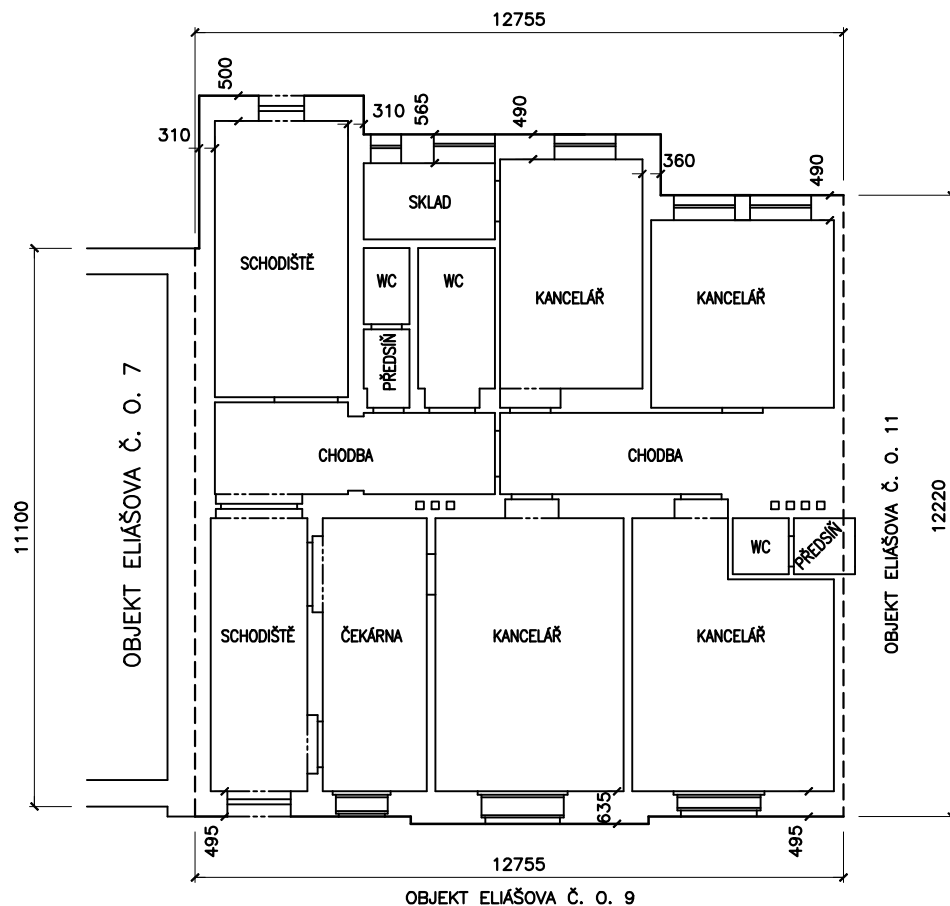 12755
500
310
565
490
310
360
490
SKLAD
SCHODIŠTĚ
WC
WC
KANCELÁŘ
KANCELÁŘ
PŘEDSÍŇ
OBJEKT ELIÁŠOVA Č. O. 7
CHODBA
CHODBA
11100
12220
OBJEKT ELIÁŠOVA Č. O. 11
WC
PŘEDSÍŇ
SCHODIŠTĚ
ČEKÁRNA
KANCELÁŘ
KANCELÁŘ
635
495
495
12755
OBJEKT ELIÁŠOVA Č. O. 9